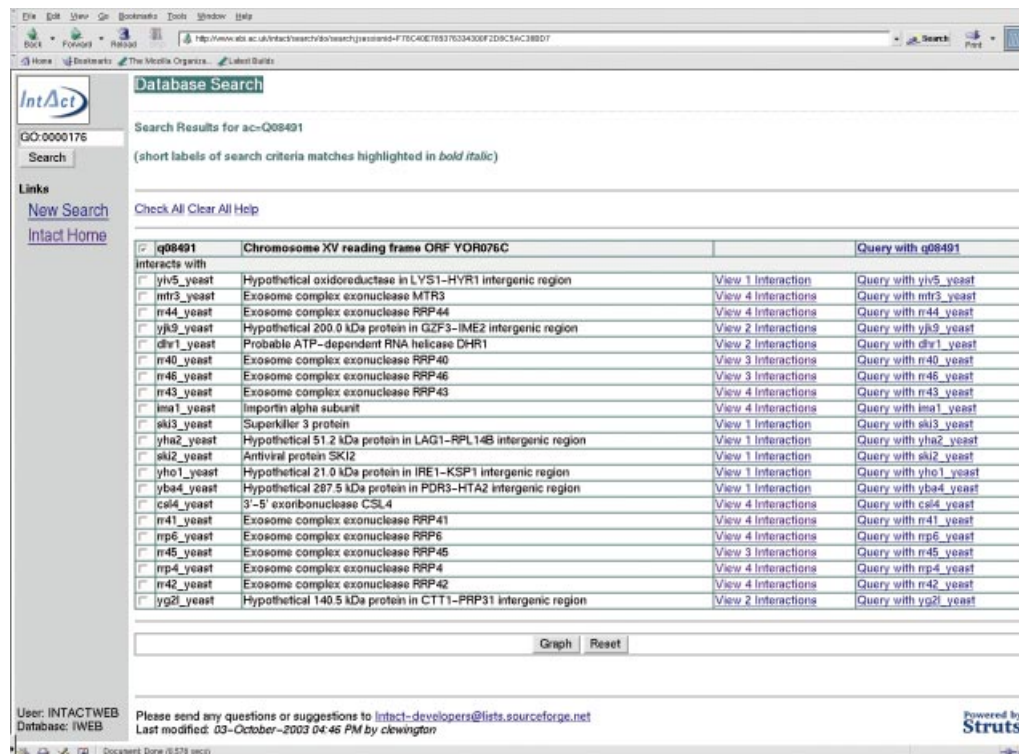 File Edit View Go Bookmarks Tools Window Help
Back Forward Reload Search Print
Home Bookmarks The Mozilla Organiza... Latest Builds
IntAct
GO:0000176
Search
Links
New Search
Intact Home
Database Search
Search Results for ac=Q08491
(short labels of search criteria matches highlighted in bold italic)
Check All Clear All Help
q08491 Chromosome XV reading frame ORF YOR076C Query with q08491
interacts with
yiv5_yeast Hypothetical oxidoreductase in LYS1-HYR1 intergenic region View 1 Interaction Query with yiv5_yeast
mtr3_yeast Exosome complex exonuclease MTR3 View 4 Interactions Query with mtr3_yeast
rr44_yeast Exosome complex exonuclease RRP44 View 4 Interactions Query with rr44_yeast
yjk9_yeast Hypothetical 200.0 kDa protein in GZF3-IME2 intergenic region View 2 Interactions Query with yjk9_yeast
dhr1_yeast Probable ATP-dependent RNA helicase DHR1 View 2 Interactions Query with dhr1_yeast
rr40_yeast Exosome complex exonuclease RRP40 View 3 Interactions Query with rr40_yeast
rr46_yeast Exosome complex exonuclease RRP46 View 3 Interactions Query with rr46_yeast
rr43_yeast Exosome complex exonuclease RRP43 View 4 Interactions Query with rr43_yeast
ima1_yeast Importin alpha subunit View 4 Interactions Query with ima1_yeast
ski3_yeast Superkiller 3 protein View 1 Interaction Query with ski3_yeast
yha2_yeast Hypothetical 51.2 kDa protein in LAG1-RPL14B intergenic region View 1 Interaction Query with yha2_yeast
ski2_yeast Antiviral protein SKI2 View 1 Interaction Query with ski2_yeast
yho1_yeast Hypothetical 21.0 kDa protein in IRE1-KSP1 intergenic region View 1 Interaction Query with yho1_yeast
yba4_yeast Hypothetical 287.5 kDa protein in PDR3-HTA2 intergenic region View 1 Interaction Query with yba4_yeast
csl4_yeast 3'-5' exoribonuclease CSL4 View 4 Interactions Query with csl4_yeast
rr41_yeast Exosome complex exonuclease RRP41 View 4 Interactions Query with rr41_yeast
rrp6_yeast Exosome complex exonuclease RRP6 View 4 Interactions Query with rrp6_yeast
rr45_yeast Exosome complex exonuclease RRP45 View 3 Interactions Query with rr45_yeast
rrp4_yeast Exosome complex exonuclease RRP4 View 4 Interactions Query with rrp4_yeast
rr42_yeast Exosome complex exonuclease RRP42 View 4 Interactions Query with rr42_yeast
yg2l_yeast Hypothetical 140.5 kDa protein in CTT1-PRP31 intergenic region View 2 Interactions Query with yg2l_yeast
Graph Reset
User: INTACTWEB
Database: IWEB
Please send any questions or suggestions to Intact-developers@lists.sourceforge.net
Last modified: 03-October-2003 04:46 PM by clewington
Powered by
Struts
Document: Done (0.578 secs)